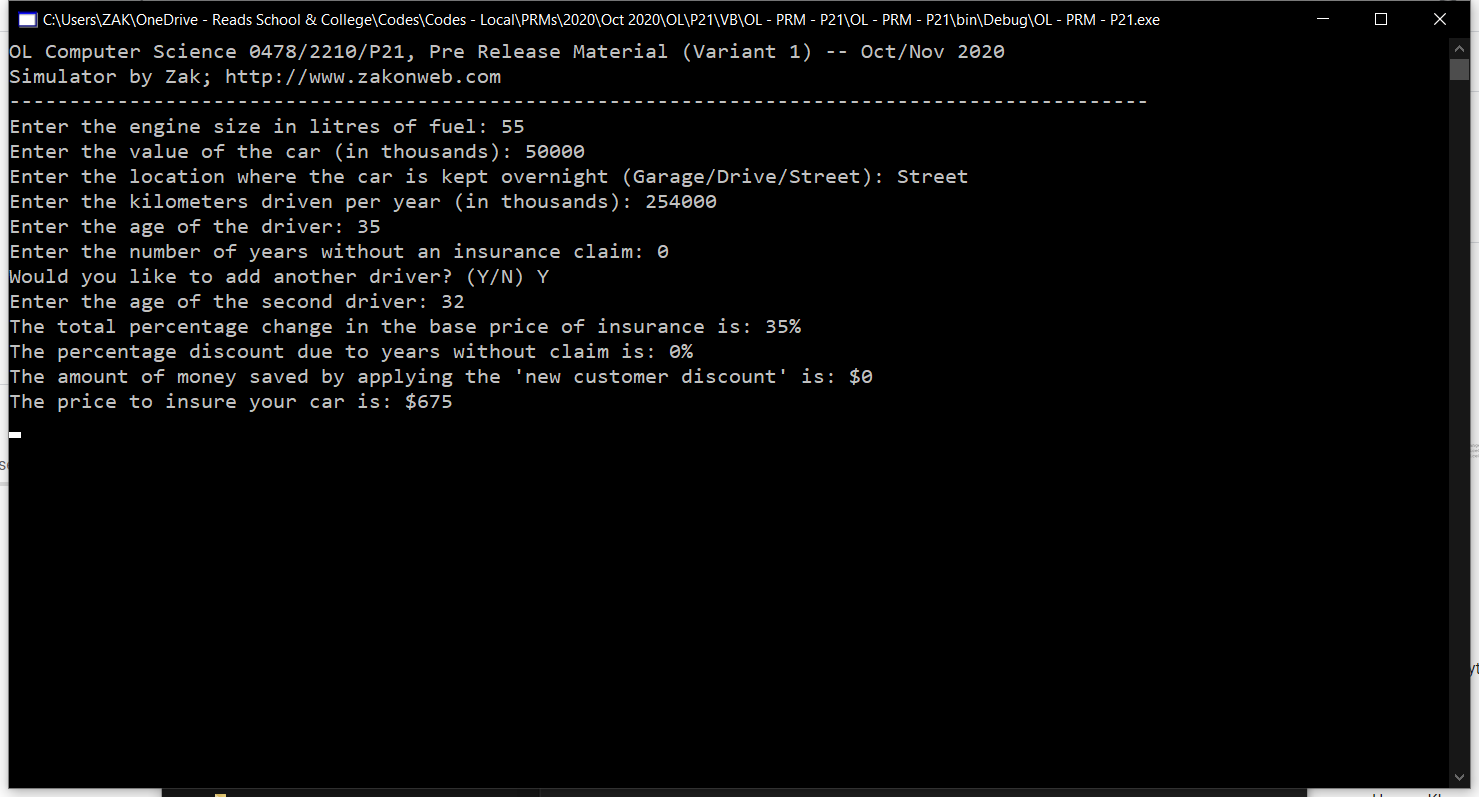 C:\Users\ZAK\OneDrive - Reads School & College\Codes\Codes - Local\PRMs\2020\Oct 2020\OL\P21\VB\OL - PRM - P21\OL - PRM - P21\bin\Debug\OL - PRM - P21.exe
OL Computer Science 0478/2210/P21, Pre Release Material (Variant 1) -- Oct/Nov 2020
Simulator by Zak; http://www.zakonweb.com
-----------------------------------------------------------------------------------------------
Enter the engine size in litres of fuel: 55
Enter the value of the car (in thousands): 50000
Enter the location where the car is kept overnight (Garage/Drive/Street): Street
Enter the kilometers driven per year (in thousands): 254000
Enter the age of the driver: 35
Enter the number of years without an insurance claim: 0
Would you like to add another driver? (Y/N) Y
Enter the age of the second driver: 32
The total percentage change in the base price of insurance is: 35%
The percentage discount due to years without claim is: 0%
The amount of money saved by applying the 'new customer discount' is: $0
The price to insure your car is: $675